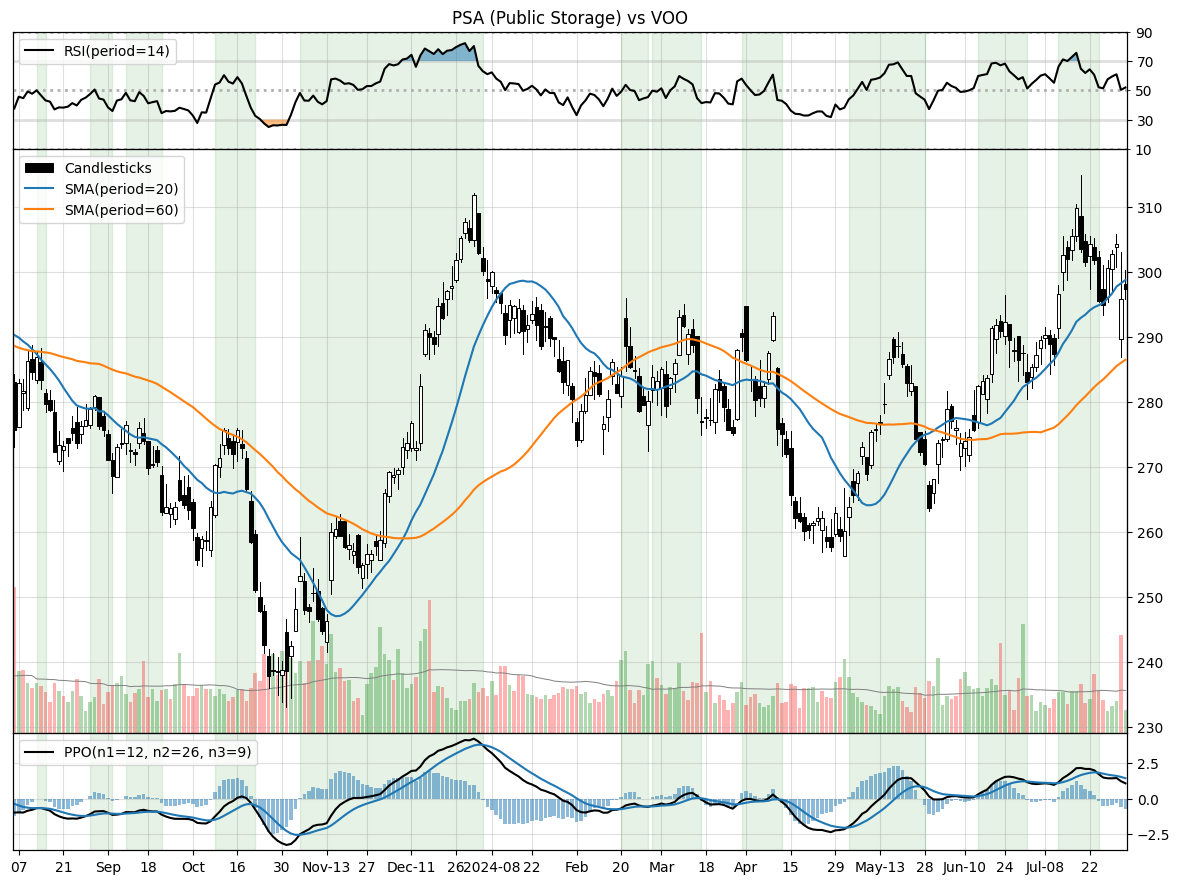 PSA (Public Storage) vs VOO
RSI(period=14)
90
70
50
30
10
Candlesticks
SMA(period=20)
SMA(period=60)
310
300
290
280
270
260
250
240
230
PPO(n1=12, n2=26, n3=9)
2.5
0.0
−2.5
07 21 Sep 18 Oct 16 30 Nov-13 27 Dec-11 26 2024-08 22 Feb 20 Mar 18 Apr 15 29 May-13 28 Jun-10 24 Jul-08 22